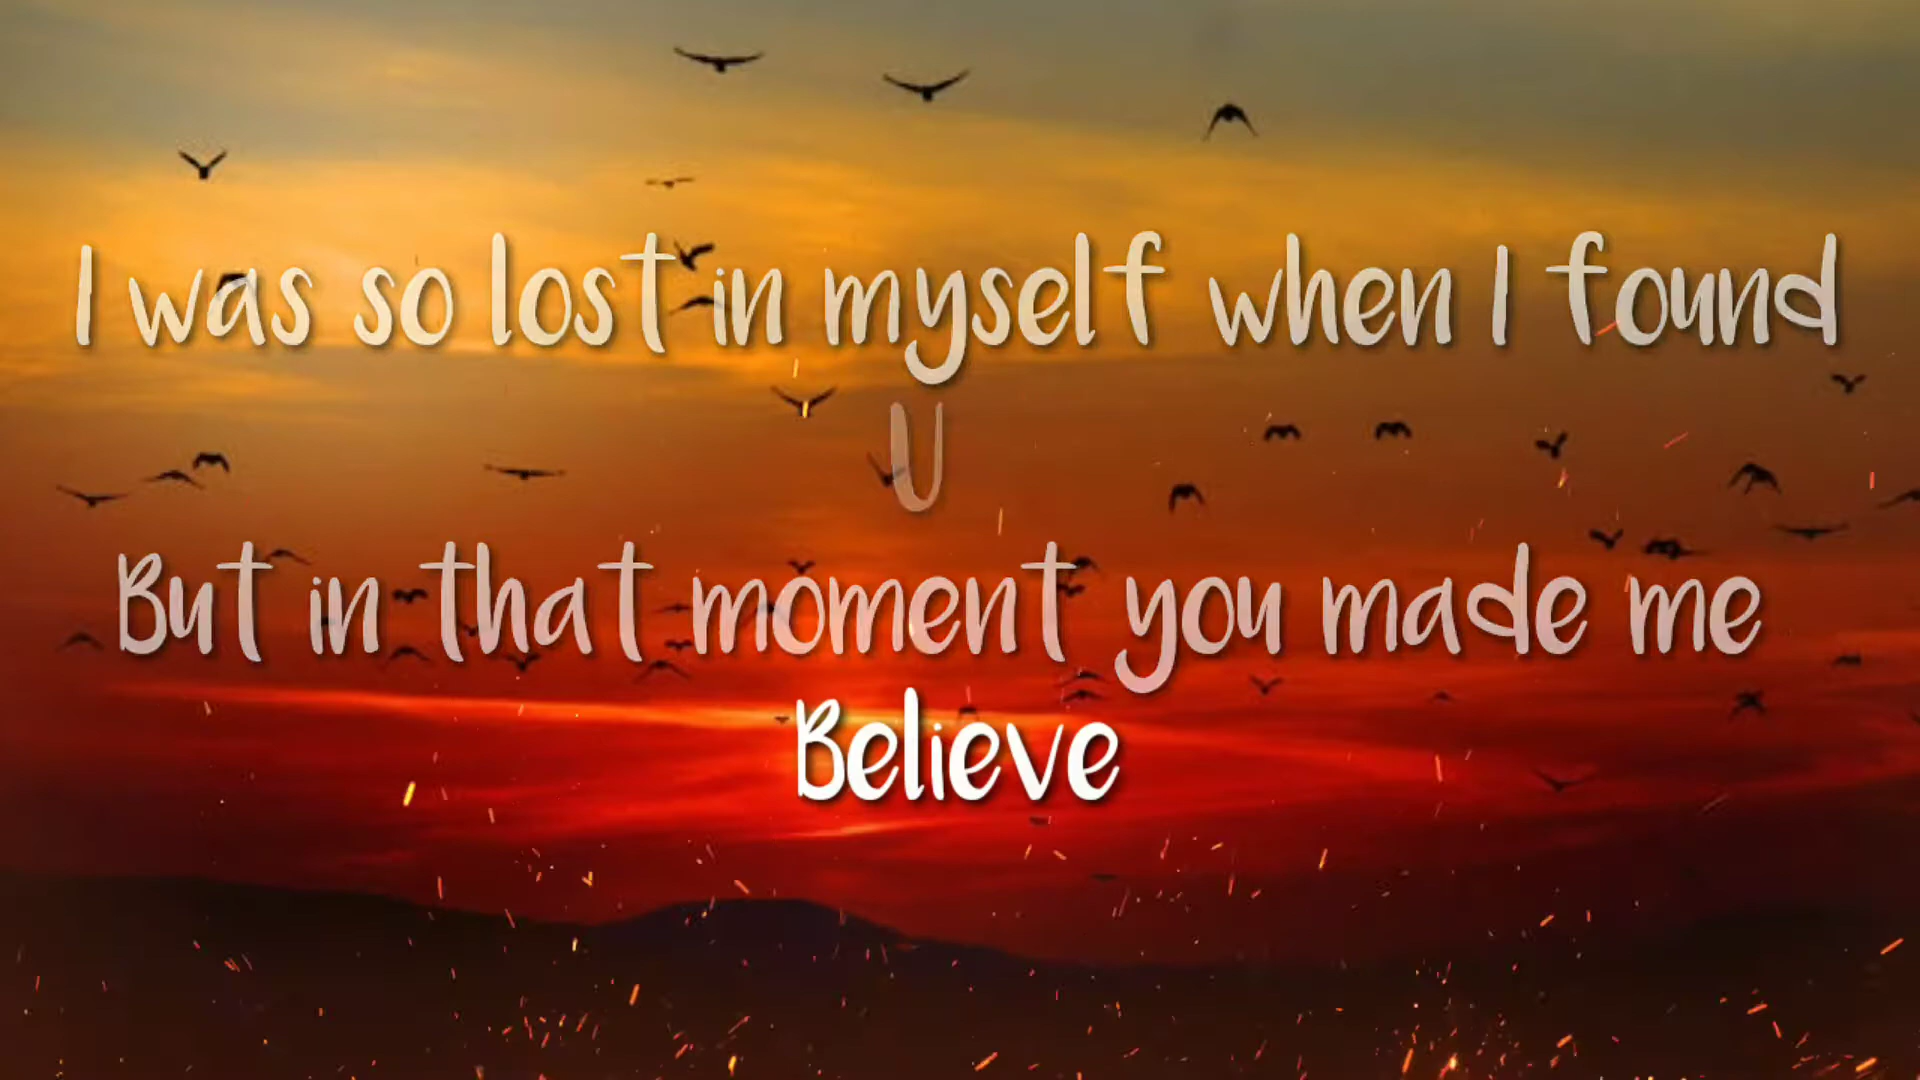 I was so lost in myself when I found
U
But in that moment you made me
Believe